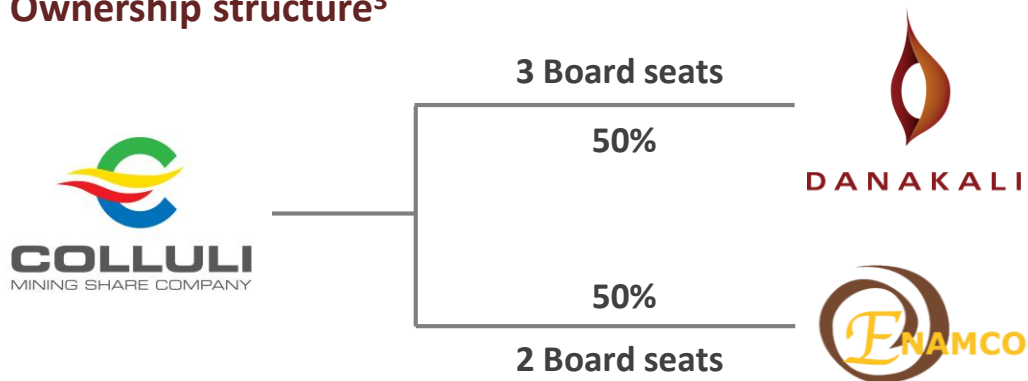 Ownership structure³
3 Board seats
50%
DANAKALI
COLLULI
MINING SHARE COMPANY
50%
ENAMCO
2 Board seats